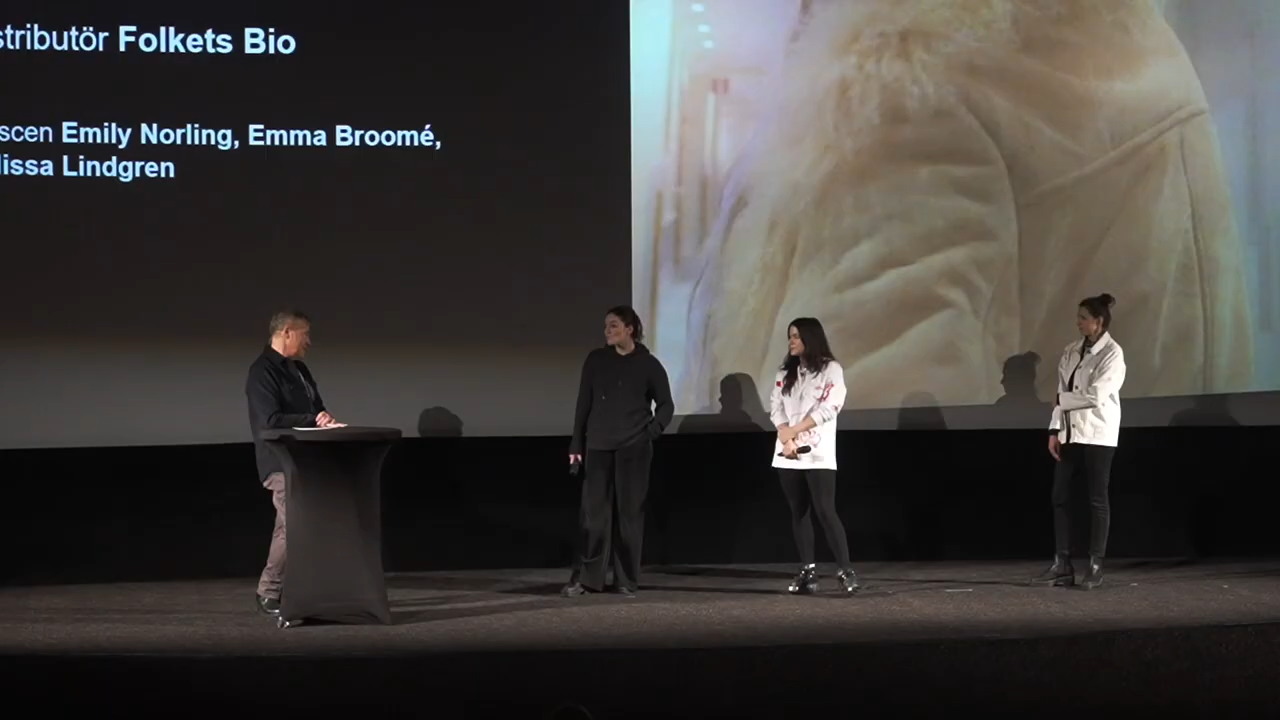 stributör Folkets Bio
scen Emily Norling, Emma Broomé,
lissa Lindgren